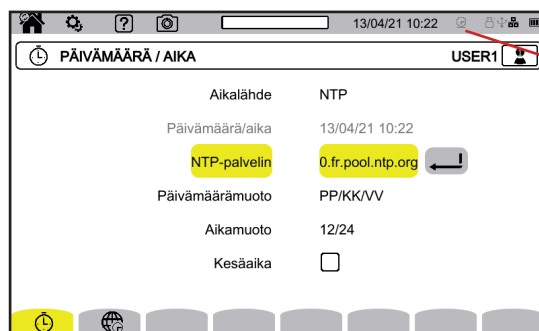 ? 13/04/21 10:22
PÄIVÄMÄÄRÄ / AIKA USER1
Aikalähde NTP
Päivämäärä/aika 13/04/21 10:22
NTP-palvelin 0.fr.pool.ntp.org
Päivämäärämuoto PP/KK/VV
Aikamuoto 12/24
Kesäaika